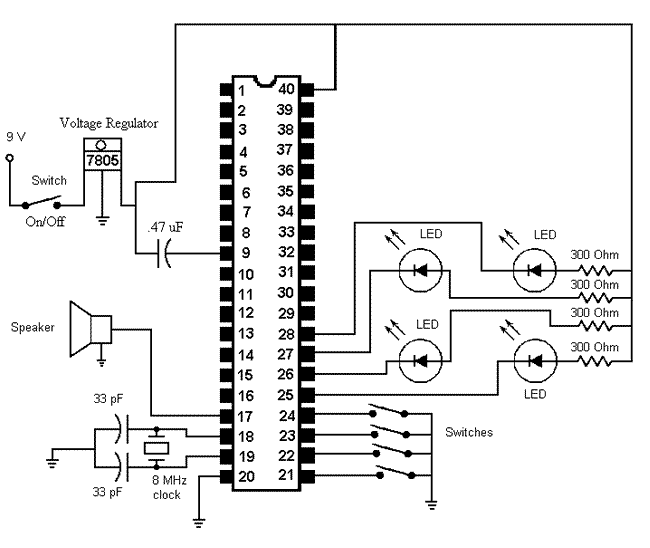 Voltage Regulator
9 V
7805
Switch
On/Off
.47 uF
Speaker
33 pF
33 pF
8 MHz
clock
1 40
2 39
3 38
4 37
5 36
6 35
7 34
8 33
9 32
10 31
11 30
12 29
13 28
14 27
15 26
16 25
17 24
18 23
19 22
20 21
LED
LED
300 Ohm
300 Ohm
LED
300 Ohm
300 Ohm
LED
Switches